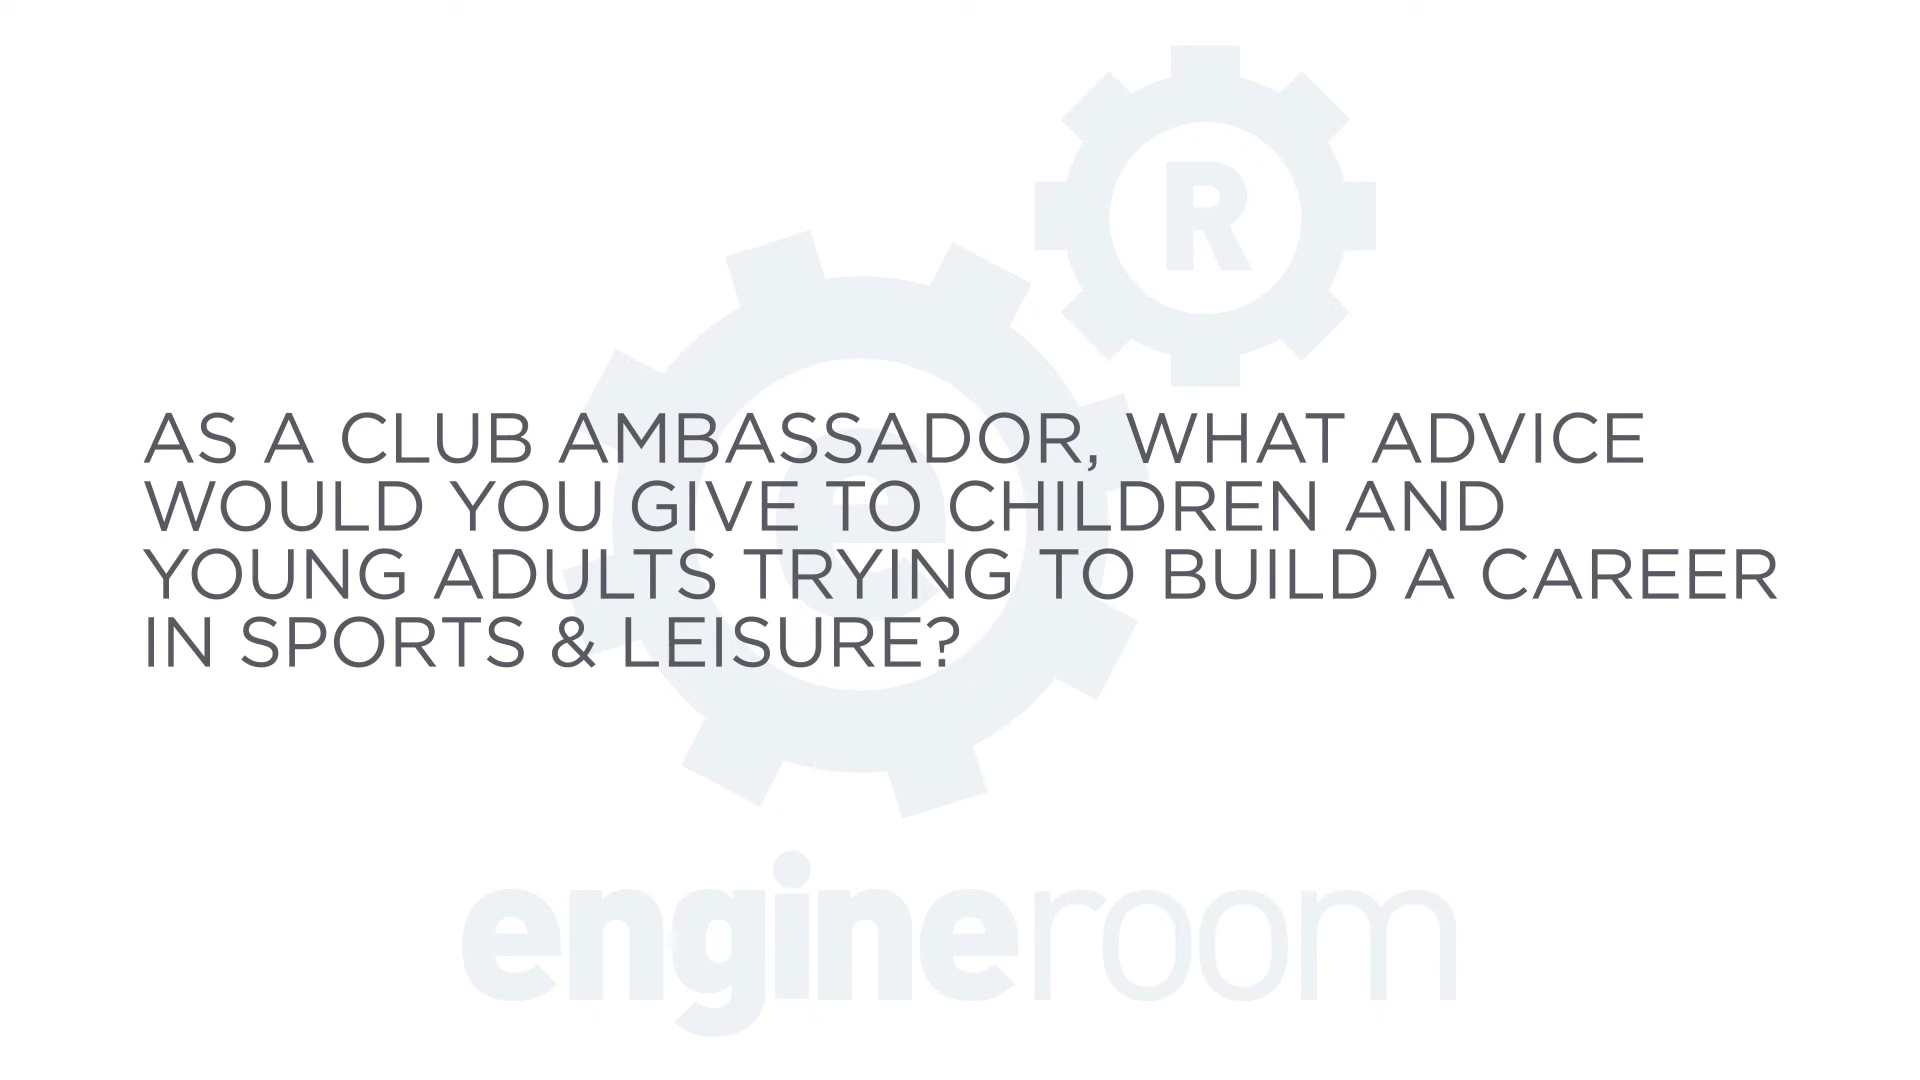 R
AS A CLUB AMBASSADOR, WHAT ADVICE
WOULD YOU GIVE TO CHILDREN AND
YOUNG ADULTS TRYING TO BUILD A CAREER
IN SPORTS & LEISURE?
e
engineroom